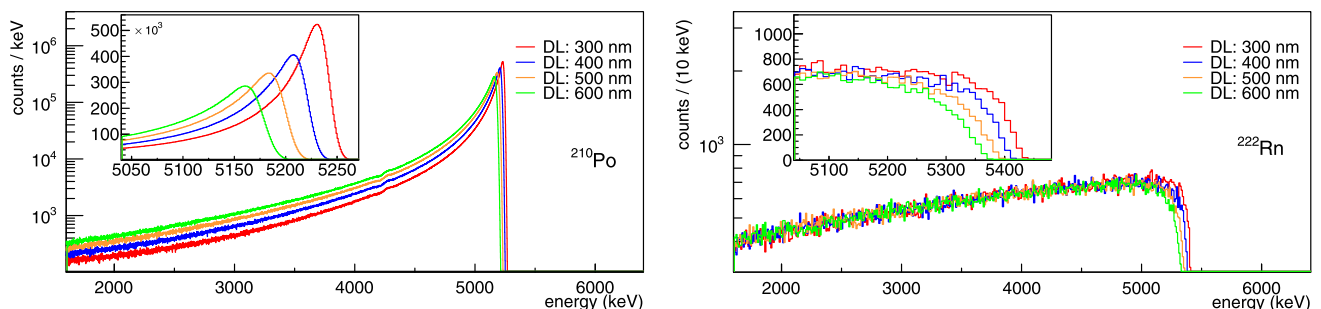 counts / keV
10⁶
10⁵
10⁴
10³
× 10³
500
400
300
200
100
5050 5100 5150 5200 5250
DL: 300 nm
DL: 400 nm
DL: 500 nm
DL: 600 nm
²¹⁰Po
2000 3000 4000 5000 6000
energy (keV)
counts / (10 keV)
10³
1000
800
600
400
200
0
5100 5200 5300 5400
DL: 300 nm
DL: 400 nm
DL: 500 nm
DL: 600 nm
²²²Rn
2000 3000 4000 5000 6000
energy (keV)